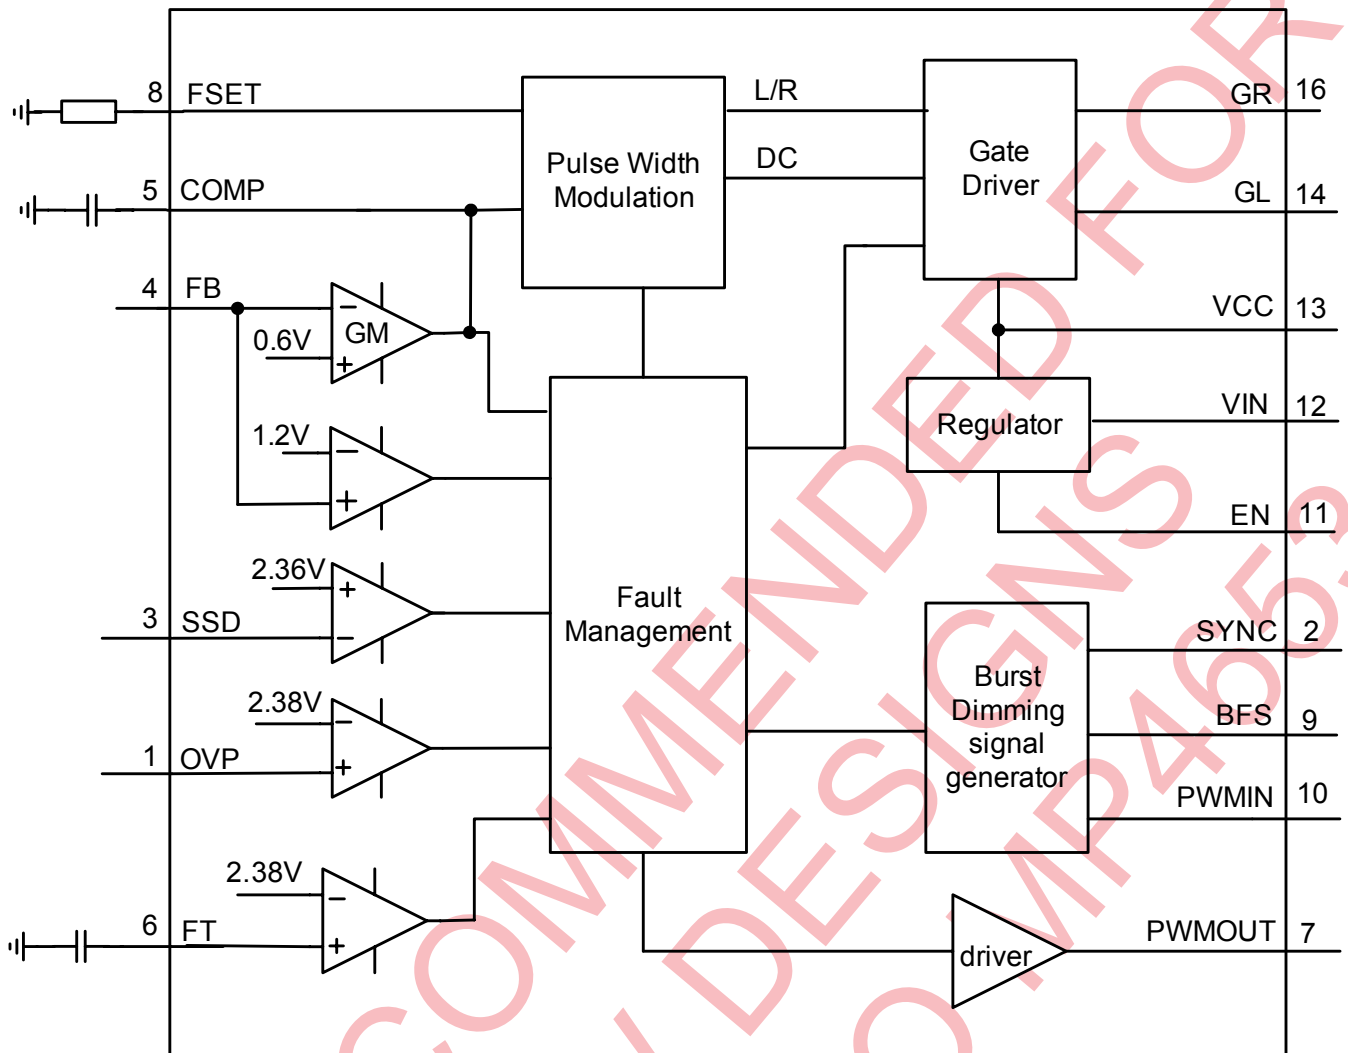 8 FSET
5 COMP
4 FB
0.6V
−
GM
+
1.2V
−
+
2.36V
+
3 SSD
−
2.38V
−
1 OVP
+
2.38V
−
6 FT
+
Pulse Width
Modulation
L/R
DC
Gate
Driver
GR 16
GL 14
VCC 13
Regulator
VIN 12
EN 11
Fault
Management
Burst
Dimming
signal
generator
SYNC 2
BFS 9
PWMIN 10
driver
PWMOUT 7
COMMENDED FOR
DESIGNS
O MP4653